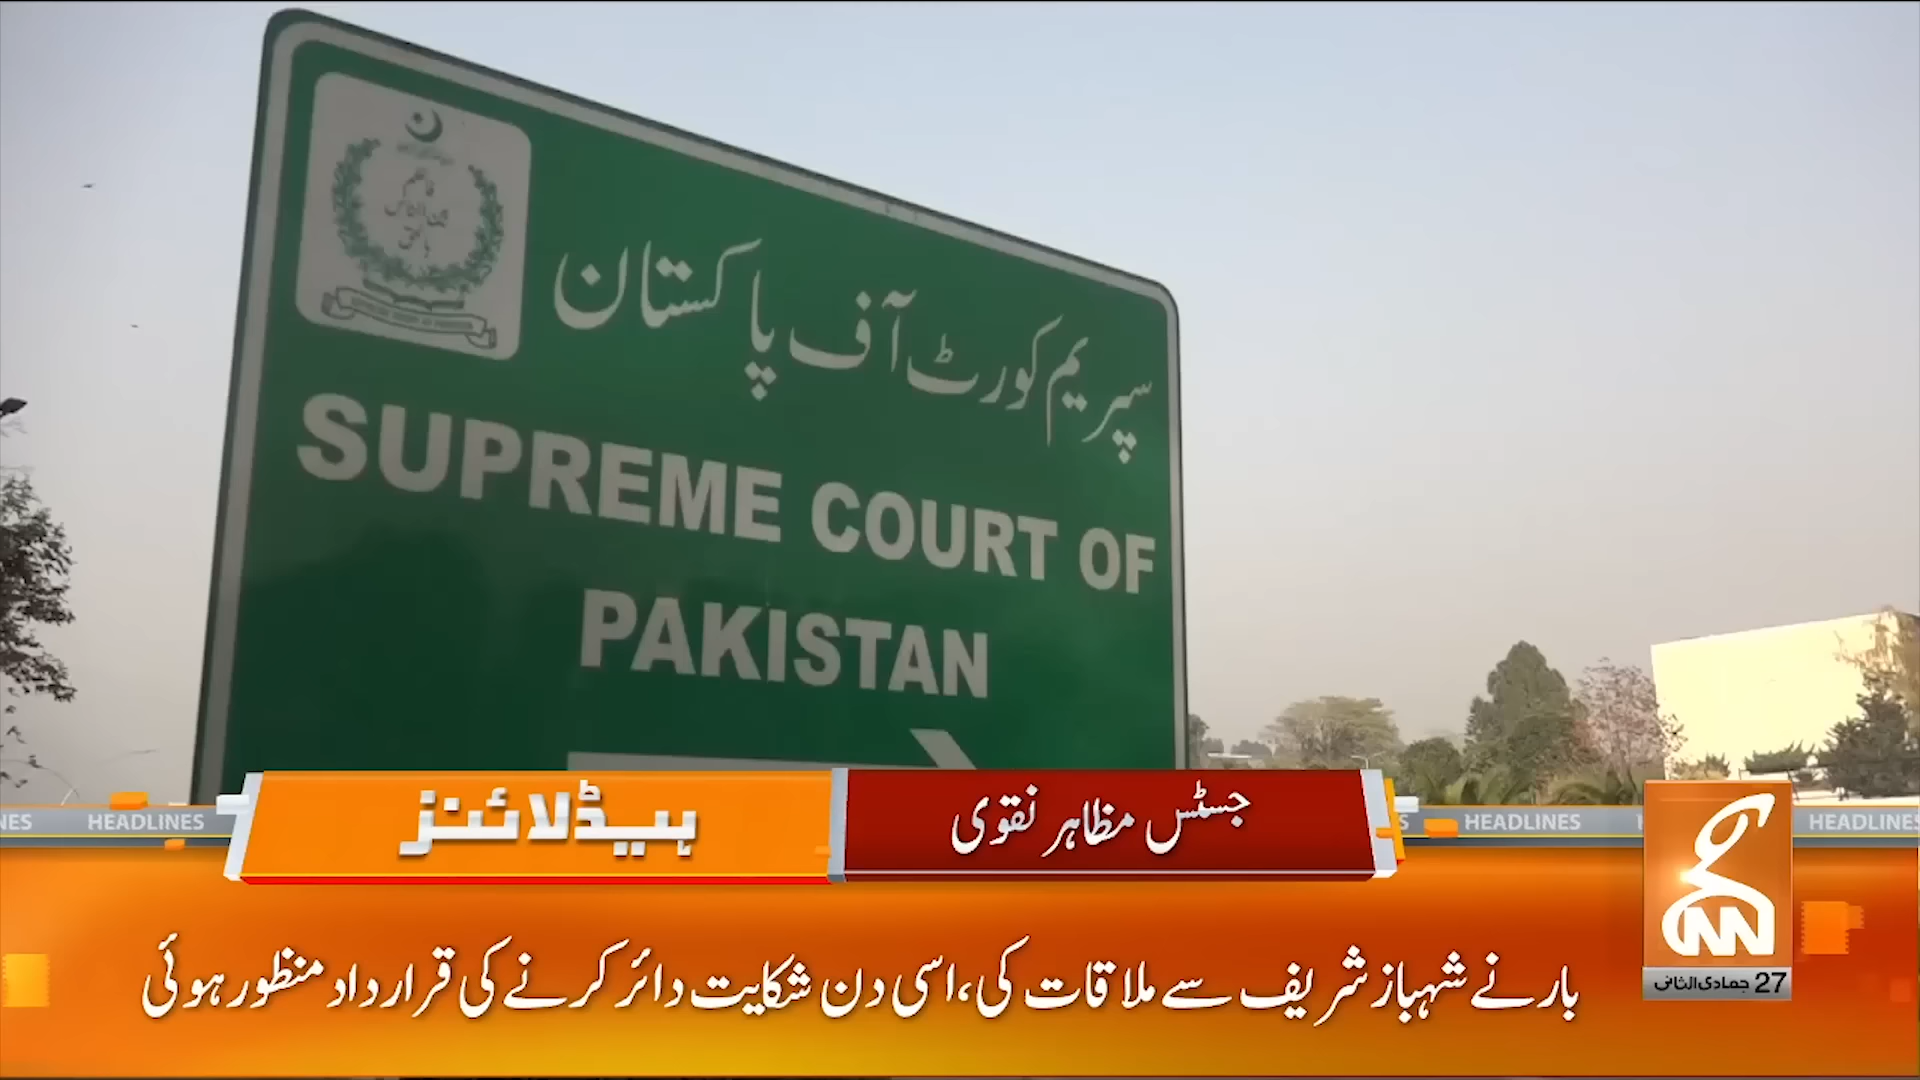 سپریم کورٹ آف پاکستان
SUPREME COURT OF
PAKISTAN
ہیڈلائنز
جسٹس مظاہر نقوی
HEADLINES
HEADLINES
HEADLINES
GNN
بار نے شہباز شریف سے ملاقات کی، اسی دن شکایت دائر کرنے کی قرارداد منظور ہوئی
27 جمادی الثانی